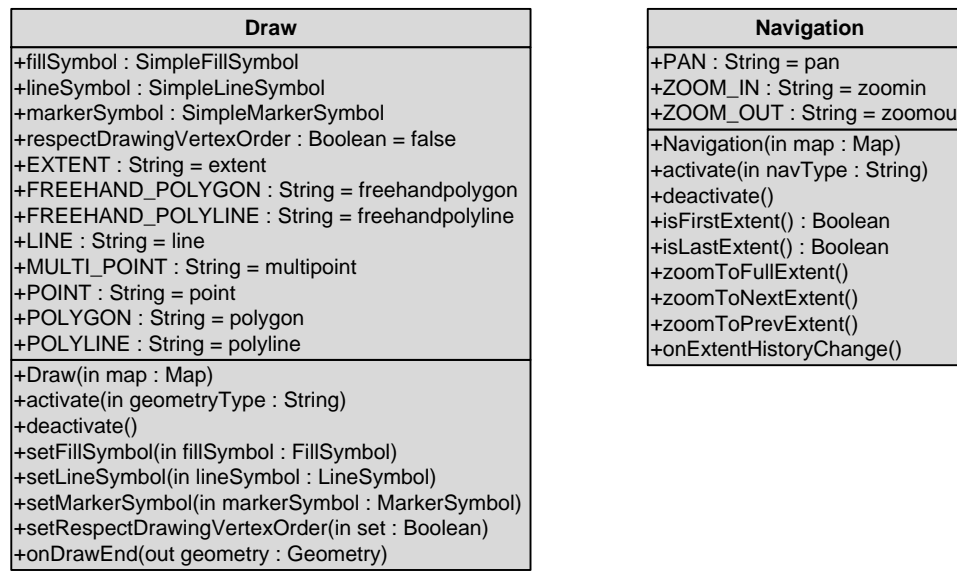 Draw
+fillSymbol : SimpleFillSymbol
+lineSymbol : SimpleLineSymbol
+markerSymbol : SimpleMarkerSymbol
+respectDrawingVertexOrder : Boolean = false
+EXTENT : String = extent
+FREEHAND_POLYGON : String = freehandpolygon
+FREEHAND_POLYLINE : String = freehandpolyline
+LINE : String = line
+MULTI_POINT : String = multipoint
+POINT : String = point
+POLYGON : String = polygon
+POLYLINE : String = polyline
+Draw(in map : Map)
+activate(in geometryType : String)
+deactivate()
+setFillSymbol(in fillSymbol : FillSymbol)
+setLineSymbol(in lineSymbol : LineSymbol)
+setMarkerSymbol(in markerSymbol : MarkerSymbol)
+setRespectDrawingVertexOrder(in set : Boolean)
+onDrawEnd(out geometry : Geometry)
Navigation
+PAN : String = pan
+ZOOM_IN : String = zoomin
+ZOOM_OUT : String = zoomou
+Navigation(in map : Map)
+activate(in navType : String)
+deactivate()
+isFirstExtent() : Boolean
+isLastExtent() : Boolean
+zoomToFullExtent()
+zoomToNextExtent()
+zoomToPrevExtent()
+onExtentHistoryChange()